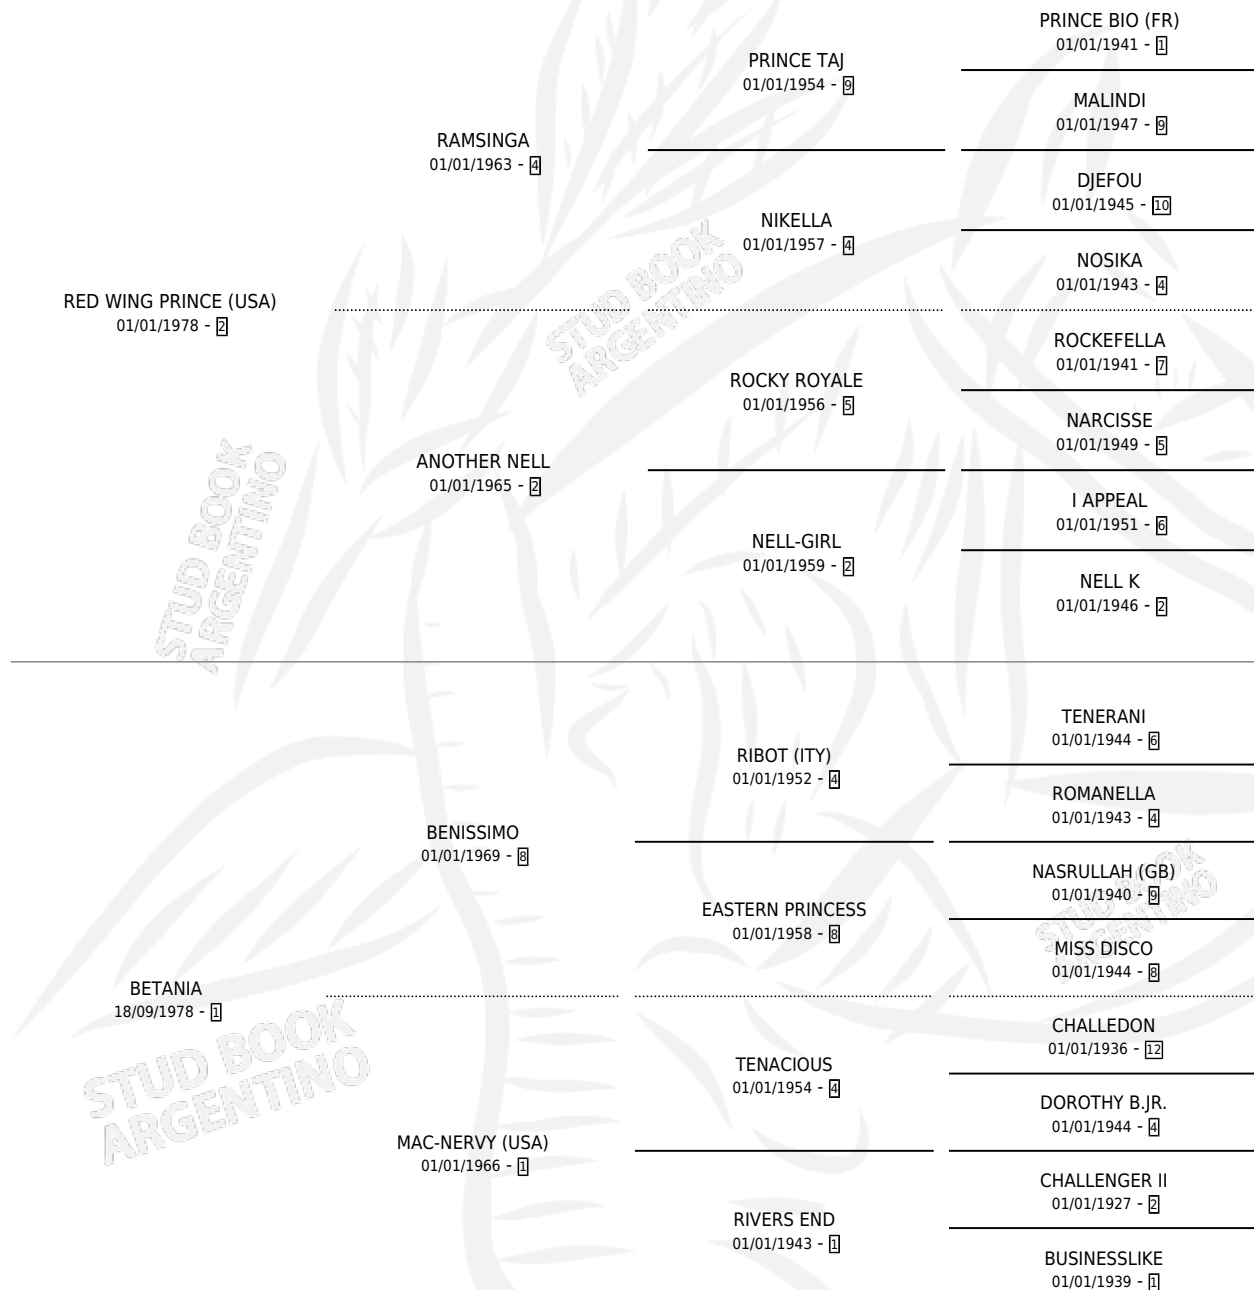 PRINCE BIO (FR)
01/01/1941 - 1
PRINCE TAJ
01/01/1954 - 9
MALINDI
01/01/1947 - 9
RAMSINGA
01/01/1963 - 4
DJEFOU
01/01/1945 - 10
NIKELLA
01/01/1957 - 4
NOSIKA
01/01/1943 - 4
RED WING PRINCE (USA)
01/01/1978 - 2
ROCKEFELLA
01/01/1941 - 7
ROCKY ROYALE
01/01/1956 - 5
NARCISSE
01/01/1949 - 5
ANOTHER NELL
01/01/1965 - 2
I APPEAL
01/01/1951 - 6
NELL-GIRL
01/01/1959 - 2
NELL K
01/01/1946 - 2
TENERANI
01/01/1944 - 6
RIBOT (ITY)
01/01/1952 - 4
ROMANELLA
01/01/1943 - 4
BENISSIMO
01/01/1969 - 8
NASRULLAH (GB)
01/01/1940 - 9
EASTERN PRINCESS
01/01/1958 - 8
MISS DISCO
01/01/1944 - 8
BETANIA
18/09/1978 - 1
CHALLEDON
01/01/1936 - 12
TENACIOUS
01/01/1954 - 4
DOROTHY B.JR.
01/01/1944 - 4
MAC-NERVY (USA)
01/01/1966 - 1
CHALLENGER II
01/01/1927 - 2
RIVERS END
01/01/1943 - 1
BUSINESSLIKE
01/01/1939 - 1
STUD BOOK
ARGENTINO
STUD BOOK
ARGENTINO
STUD BOOK
ARGENTINO
STUD BOOK
ARGENTINO